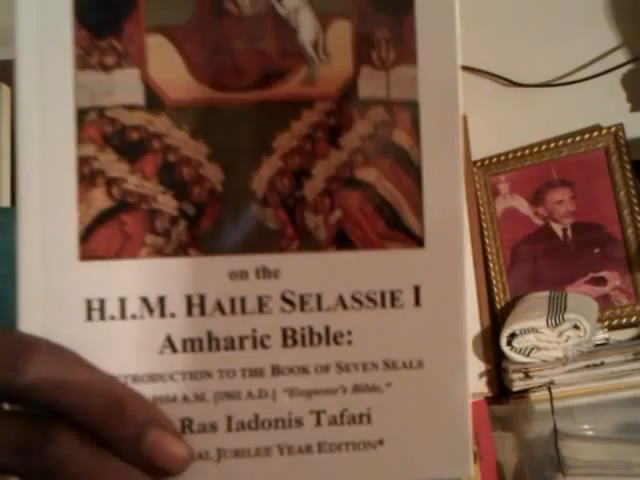 on the
H.I.M. HAILE SELASSIE I
Amharic Bible:
TRODUCTION TO THE BOOK OF SEVEN SEALS
A.M. [1961 A.D.] "Emperor's Bible,"
Ras Iadonis Tafari
JUBILEE YEAR EDITION*